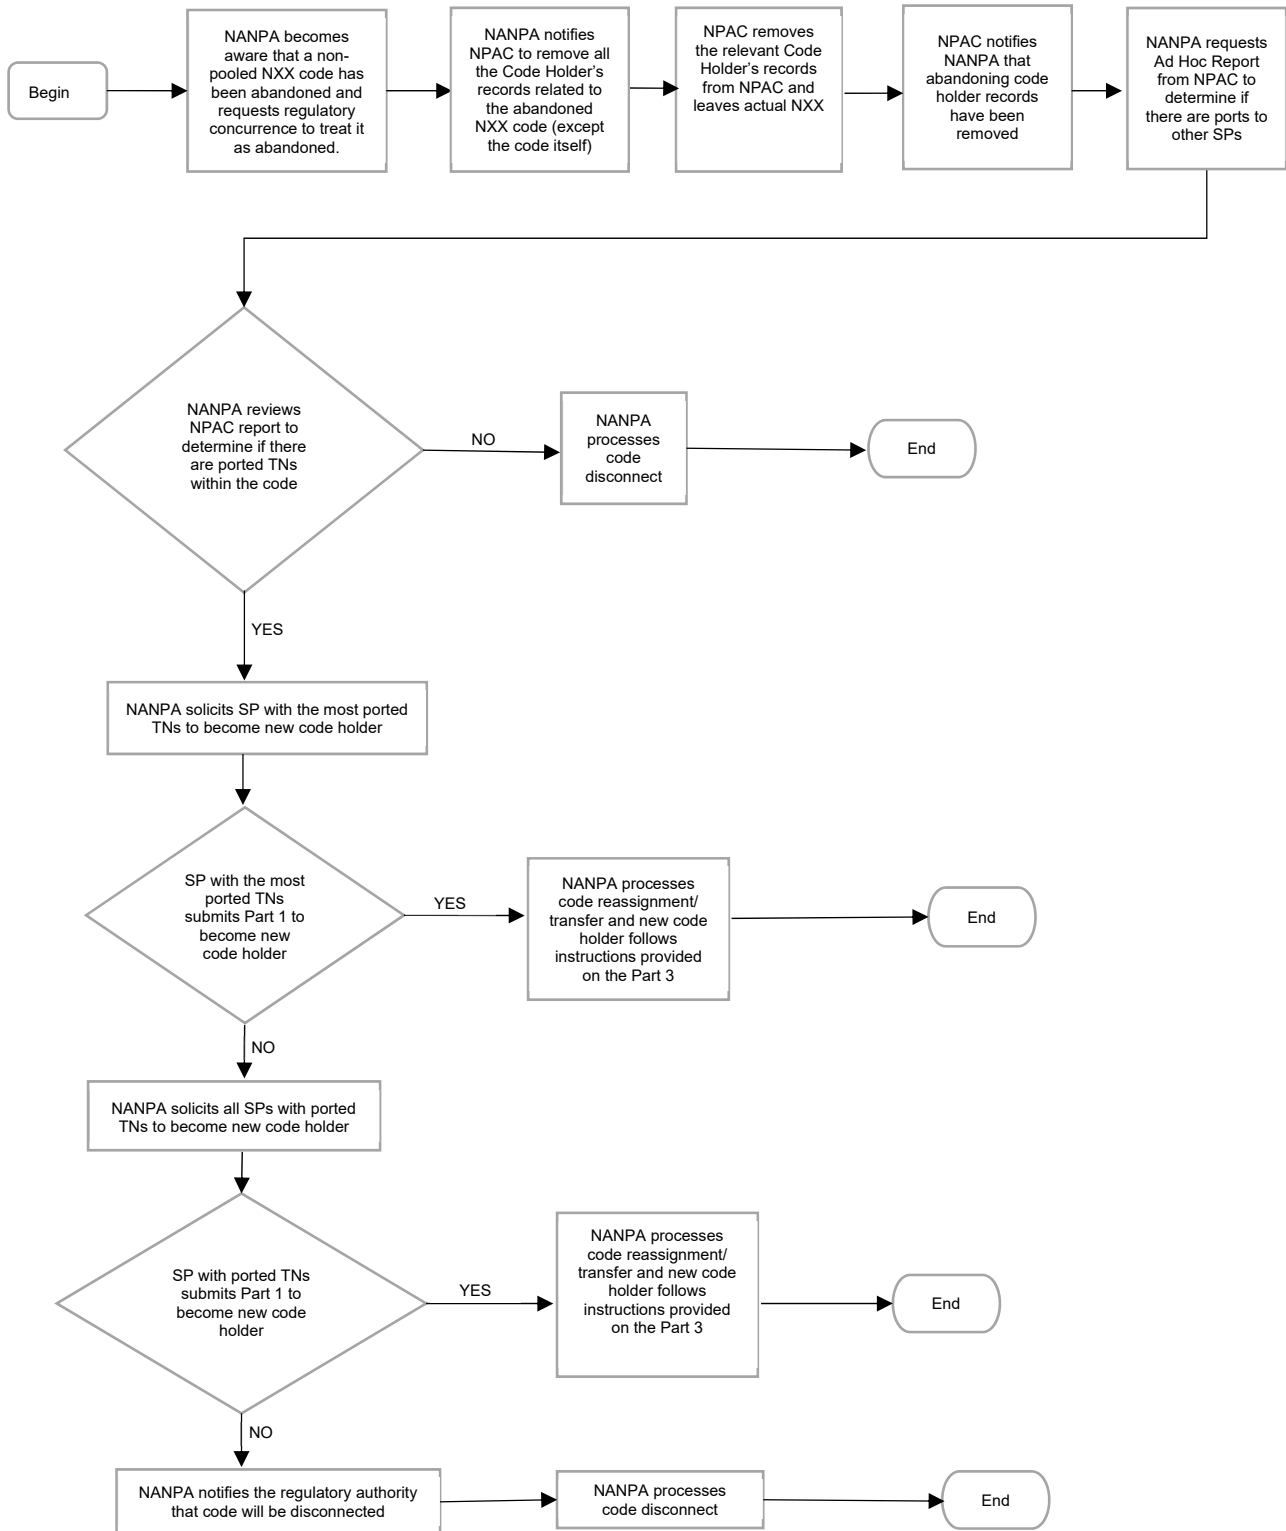 Begin
NANPA becomes
aware that a non-
pooled NXX code has
been abandoned and
requests regulatory
concurrence to treat it
as abandoned.
NANPA notifies
NPAC to remove all
the Code Holder’s
records related to
the abandoned
NXX code (except
the code itself)
NPAC removes
the relevant Code
Holder’s records
from NPAC and
leaves actual NXX
NPAC notifies
NANPA that
abandoning code
holder records
have been
removed
NANPA requests
Ad Hoc Report
from NPAC to
determine if
there are ports to
other SPs
NANPA reviews
NPAC report to
determine if there
are ported TNs
within the code
NO
NANPA
processes
code
disconnect
End
YES
NANPA solicits SP with the most ported
TNs to become new code holder
SP with the most
ported TNs
submits Part 1 to
become new
code holder
YES
NANPA processes
code reassignment/
transfer and new code
holder follows
instructions provided
on the Part 3
End
NO
NANPA solicits all SPs with ported
TNs to become new code holder
SP with ported TNs
submits Part 1 to
become new code
holder
YES
NANPA processes
code reassignment/
transfer and new code
holder follows
instructions provided
on the Part 3
End
NO
NANPA notifies the regulatory authority
that code will be disconnected
NANPA processes
code disconnect
End